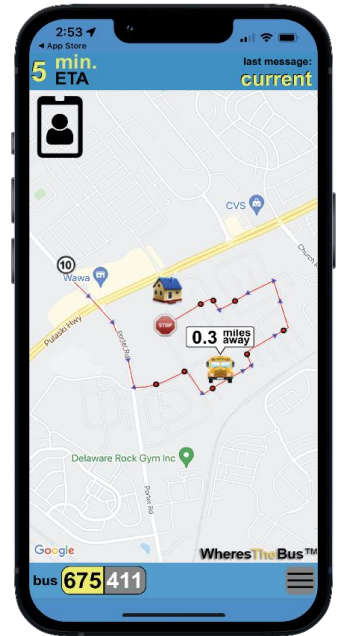 2:53
◀ App Store
5 min. ETA
last message: current
CVS
10
Wawa
Church R
Pulaski Hwy
STOP
0.3 miles away
Porter Rd
Delaware Rock Gym Inc
Porter Rd
Google
WheresTheBus™
bus 675 411